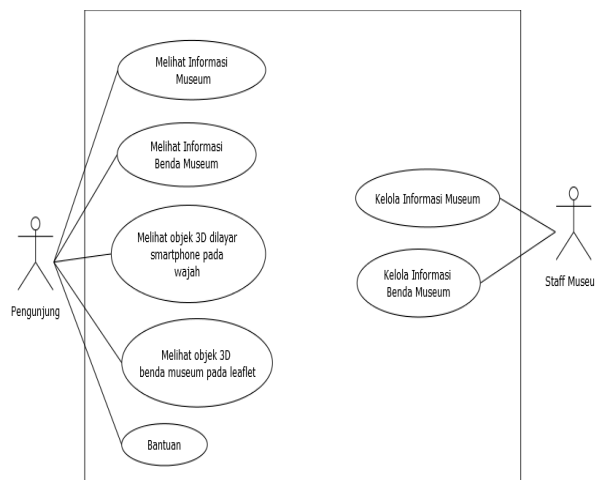 Melihat Informasi
Museum
Melihat Informasi
Benda Museum
Melihat objek 3D dilayar
smartphone pada
wajah
Melihat objek 3D
benda museum pada leaflet
Bantuan
Pengunjung
Kelola Informasi Museum
Kelola Informasi
Benda Museum
Staff Museu